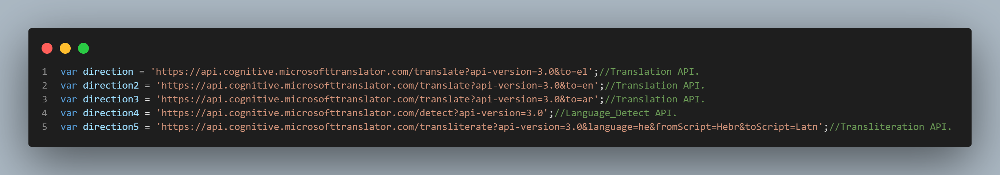 1 var direction = 'https://api.cognitive.microsofttranslator.com/translate?api-version=3.0&to=el';//Translation API.
2 var direction2 = 'https://api.cognitive.microsofttranslator.com/translate?api-version=3.0&to=en';//Translation API.
3 var direction3 = 'https://api.cognitive.microsofttranslator.com/translate?api-version=3.0&to=ar';//Translation API.
4 var direction4 = 'https://api.cognitive.microsofttranslator.com/detect?api-version=3.0';//Language_Detect API.
5 var direction5 = 'https://api.cognitive.microsofttranslator.com/transliterate?api-version=3.0&language=he&fromScript=Hebr&toScript=Latn';//Transliteration API.